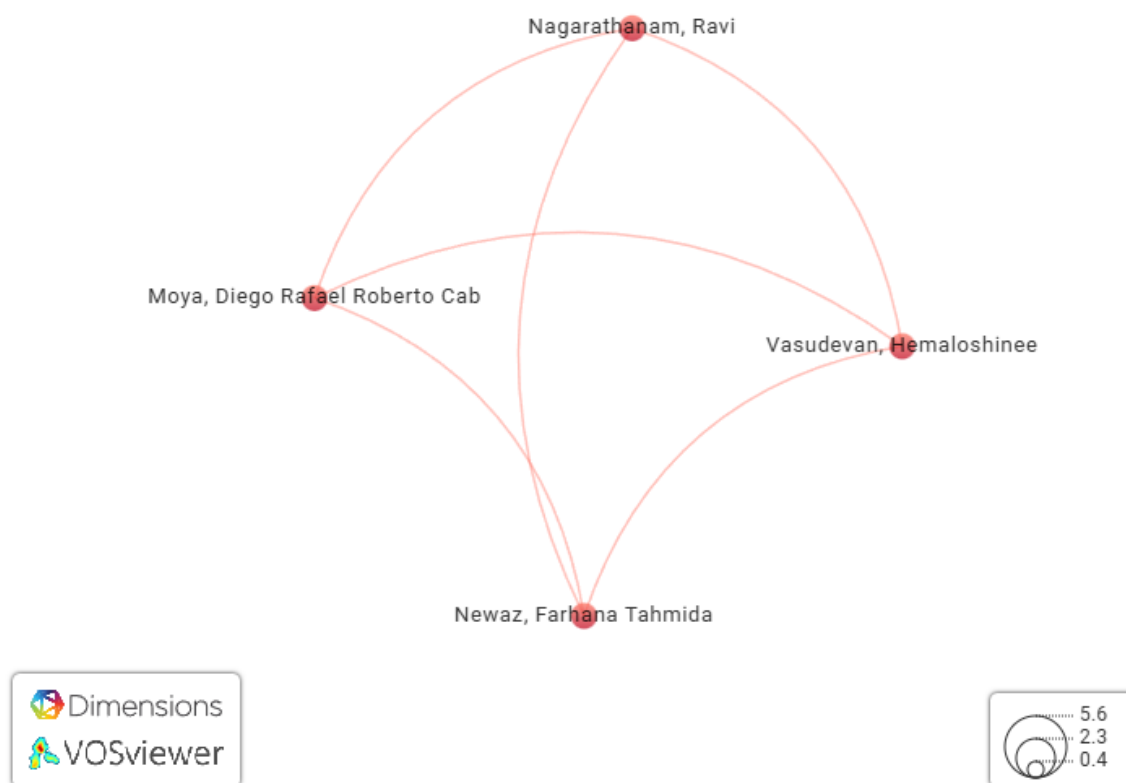 Nagarathanam, Ravi
Moya, Diego Rafael Roberto Cab
Vasudevan, Hemaloshinee
Newaz, Farhana Tahmida
Dimensions
VOSviewer
5.6
2.3
0.4